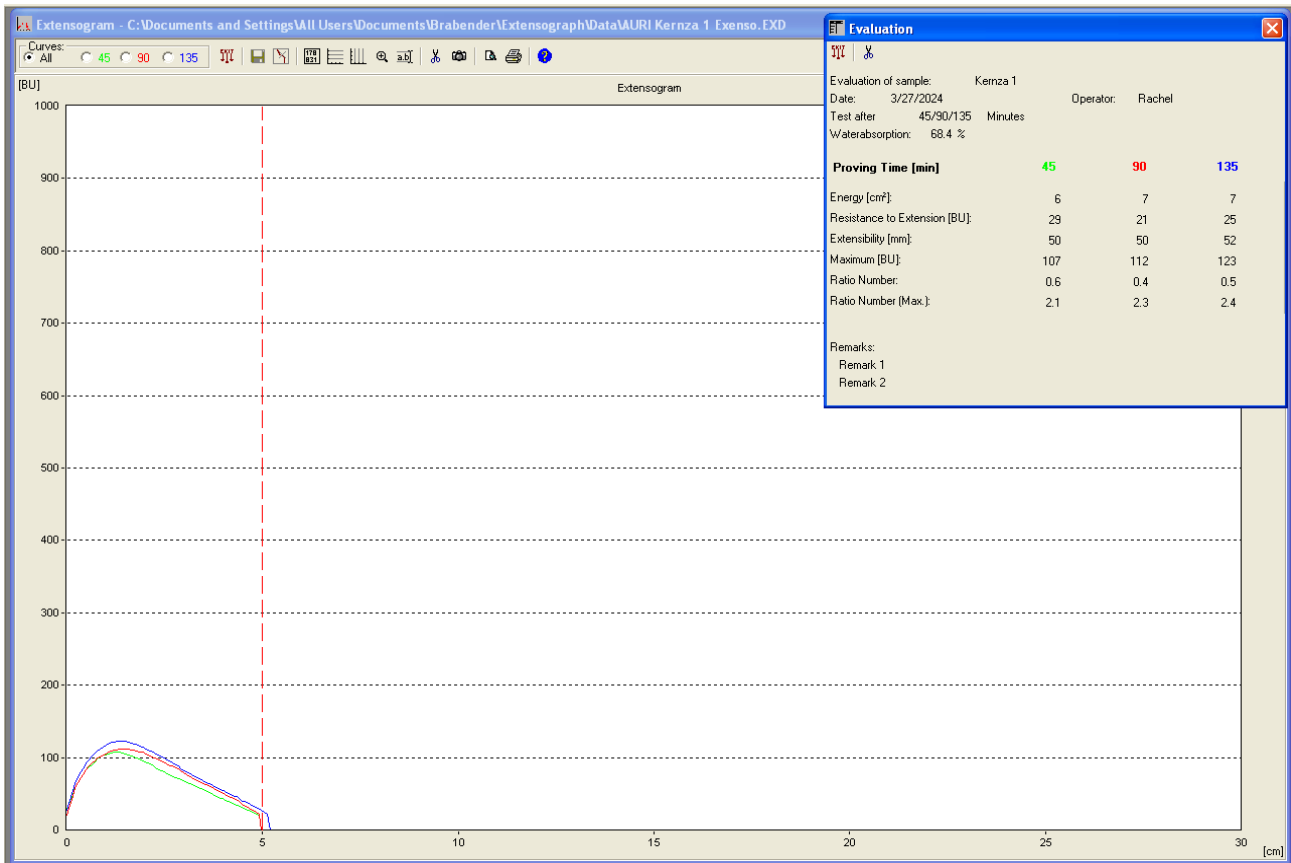 Extensogram - C:\Documents and Settings\All Users\Documents\Brabender\Extensograph\Data\AURI Kernza 1 Exenso.EXD
Curves:
All 45 90 135
178
831
a.b
?
[BU]
Extensogram
1000
900
800
700
600
500
400
300
200
100
0
0 5 10 15 20 25 30
[cm]
Evaluation
Evaluation of sample: Kernza 1
Date: 3/27/2024 Operator: Rachel
Test after 45/90/135 Minutes
Waterabsorption: 68.4 %
Proving Time [min] 45 90 135
Energy [cm²]: 6 7 7
Resistance to Extension [BU]: 29 21 25
Extensibility [mm]: 50 50 52
Maximum [BU]: 107 112 123
Ratio Number: 0.6 0.4 0.5
Ratio Number (Max.): 2.1 2.3 2.4
Remarks:
Remark 1
Remark 2